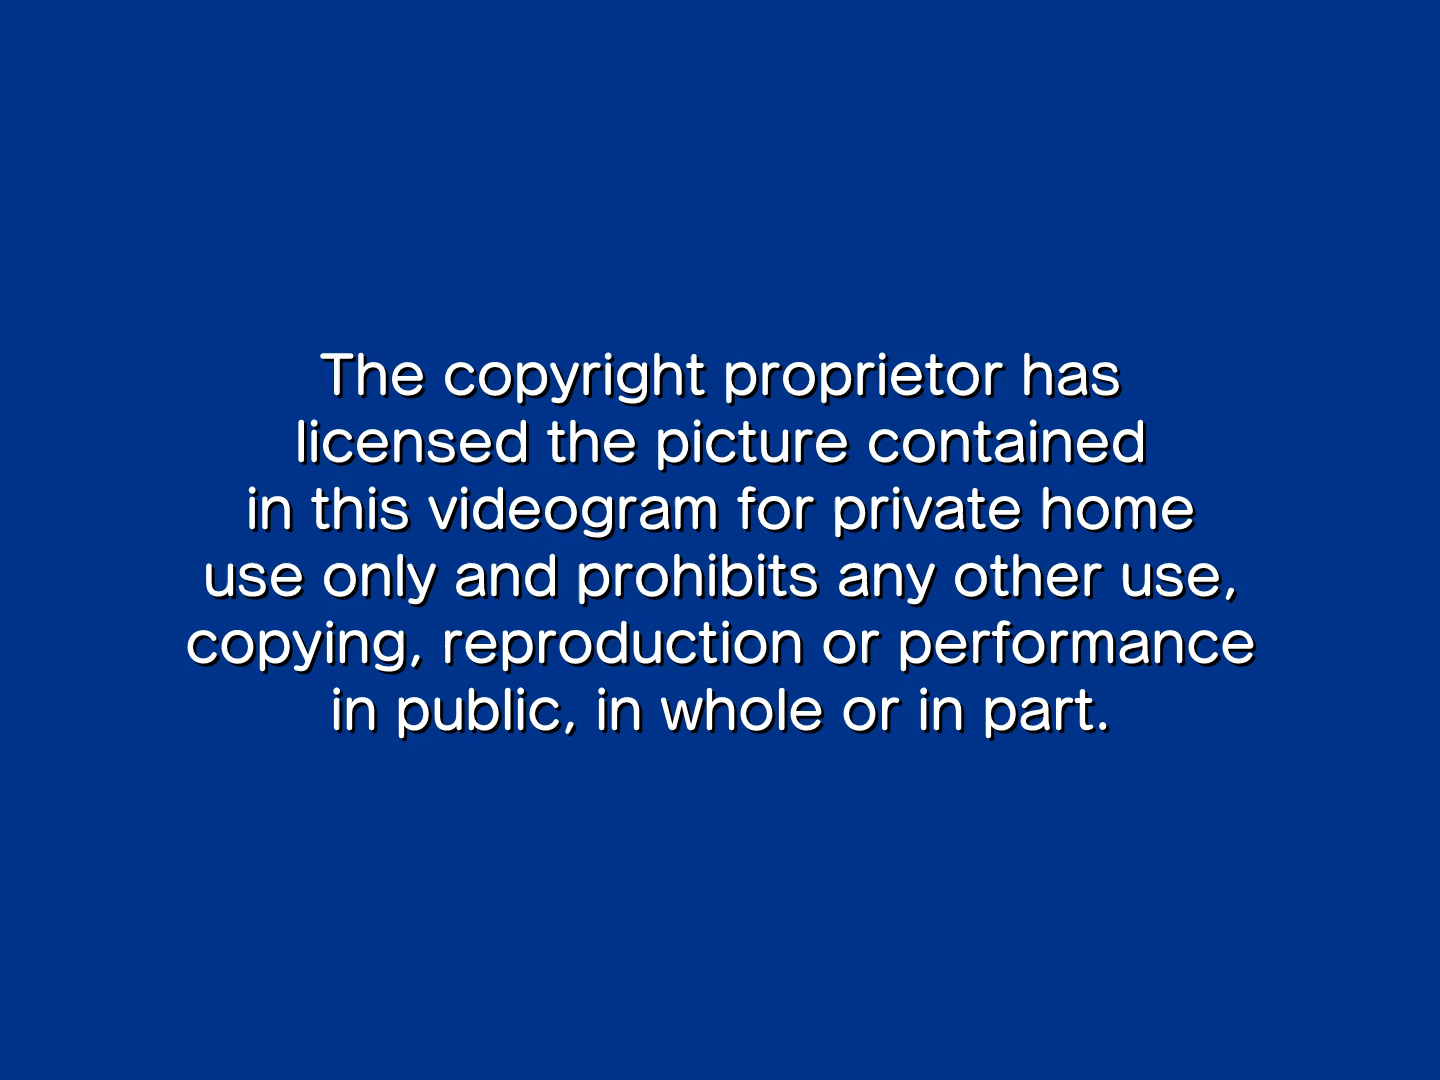 The copyright proprietor has
licensed the picture contained
in this videogram for private home
use only and prohibits any other use,
copying, reproduction or performance
in public, in whole or in part.